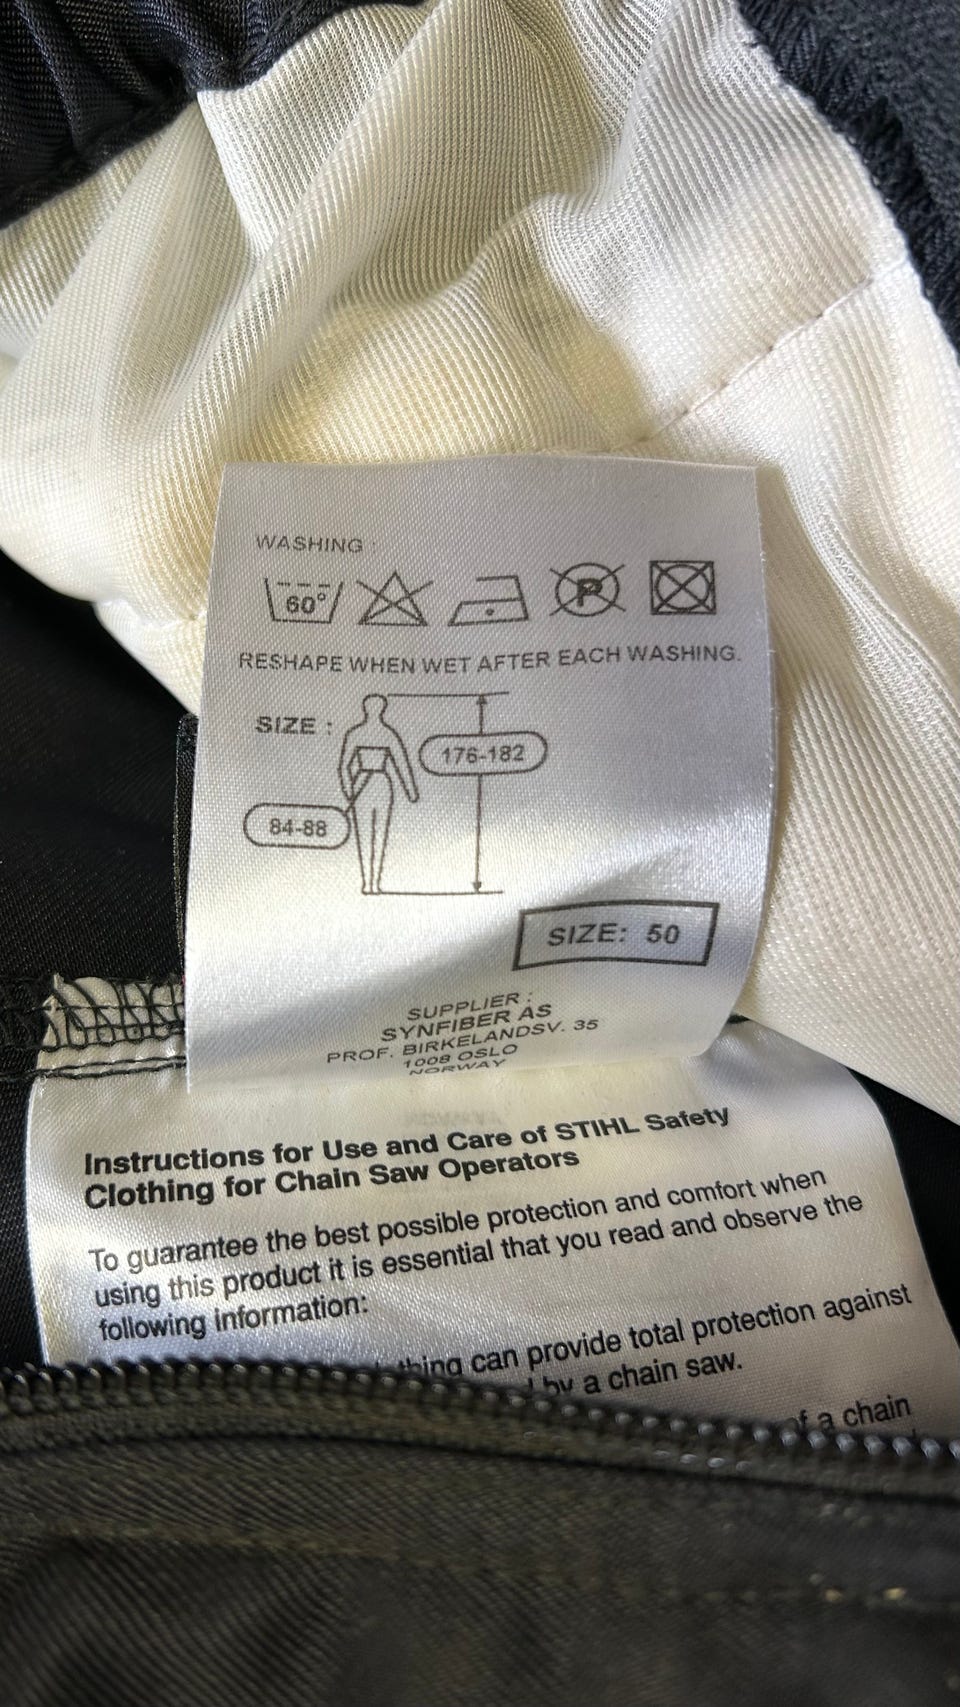 WASHING :
60°
P
RESHAPE WHEN WET AFTER EACH WASHING.
SIZE :
176-182
84-88
SIZE: 50
SUPPLIER :
SYNFIBER AS
PROF. BIRKELANDSV. 35
1008 OSLO
NORWAY
Instructions for Use and Care of STIHL Safety
Clothing for Chain Saw Operators
To guarantee the best possible protection and comfort when
using this product it is essential that you read and observe the
following information:
can provide total protection against
by a chain saw.
of a chain